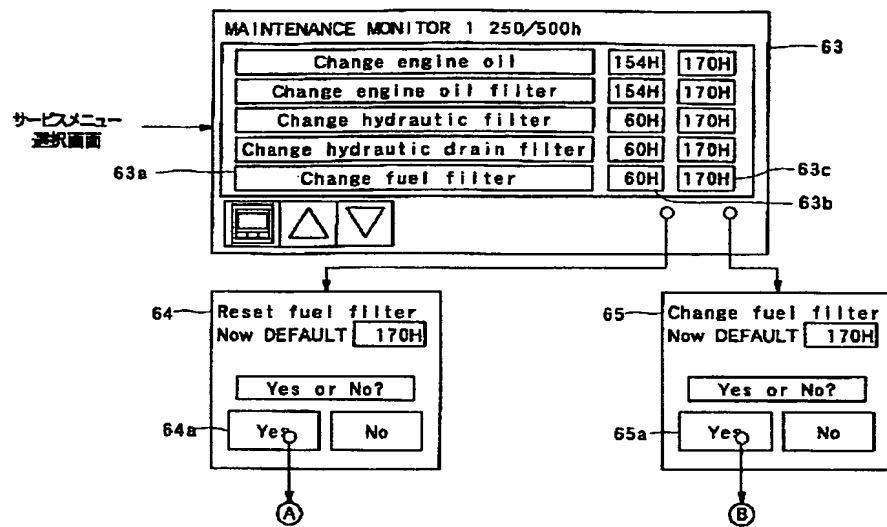 MAINTENANCE MONITOR 1 250/500h
63
Change engine oil 154H 170H
Change engine oil filter 154H 170H
Change hydrautic filter 60H 170H
Change hydrautic drain filter 60H 170H
Change fuel filter 60H 170H
サービスメニュー
選択画面
63a
63c
63b
64
Reset fuel filter
Now DEFAULT 170H
Yes or No?
64a
Yes No
A
65
Change fuel filter
Now DEFAULT 170H
Yes or No?
65a
Yes No
B